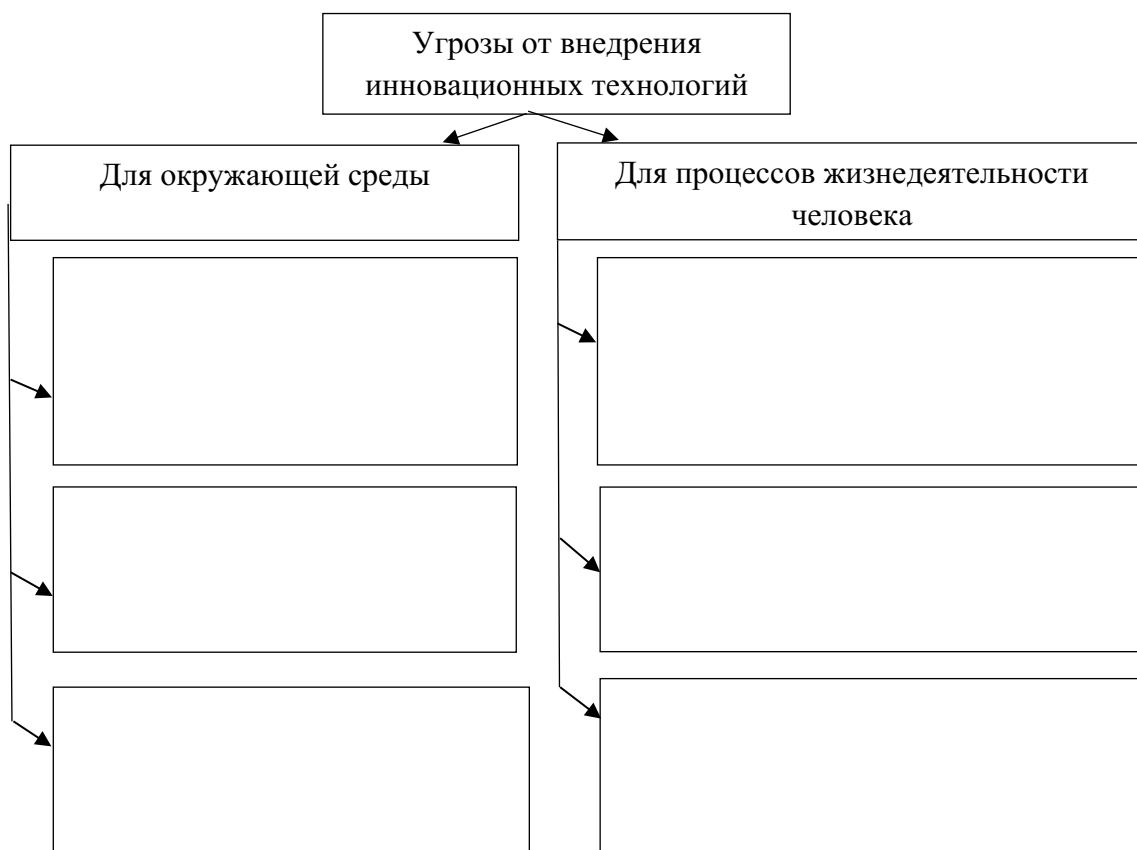 Угрозы от внедрения
инновационных технологий
Для окружающей среды
Для процессов жизнедеятельности
человека